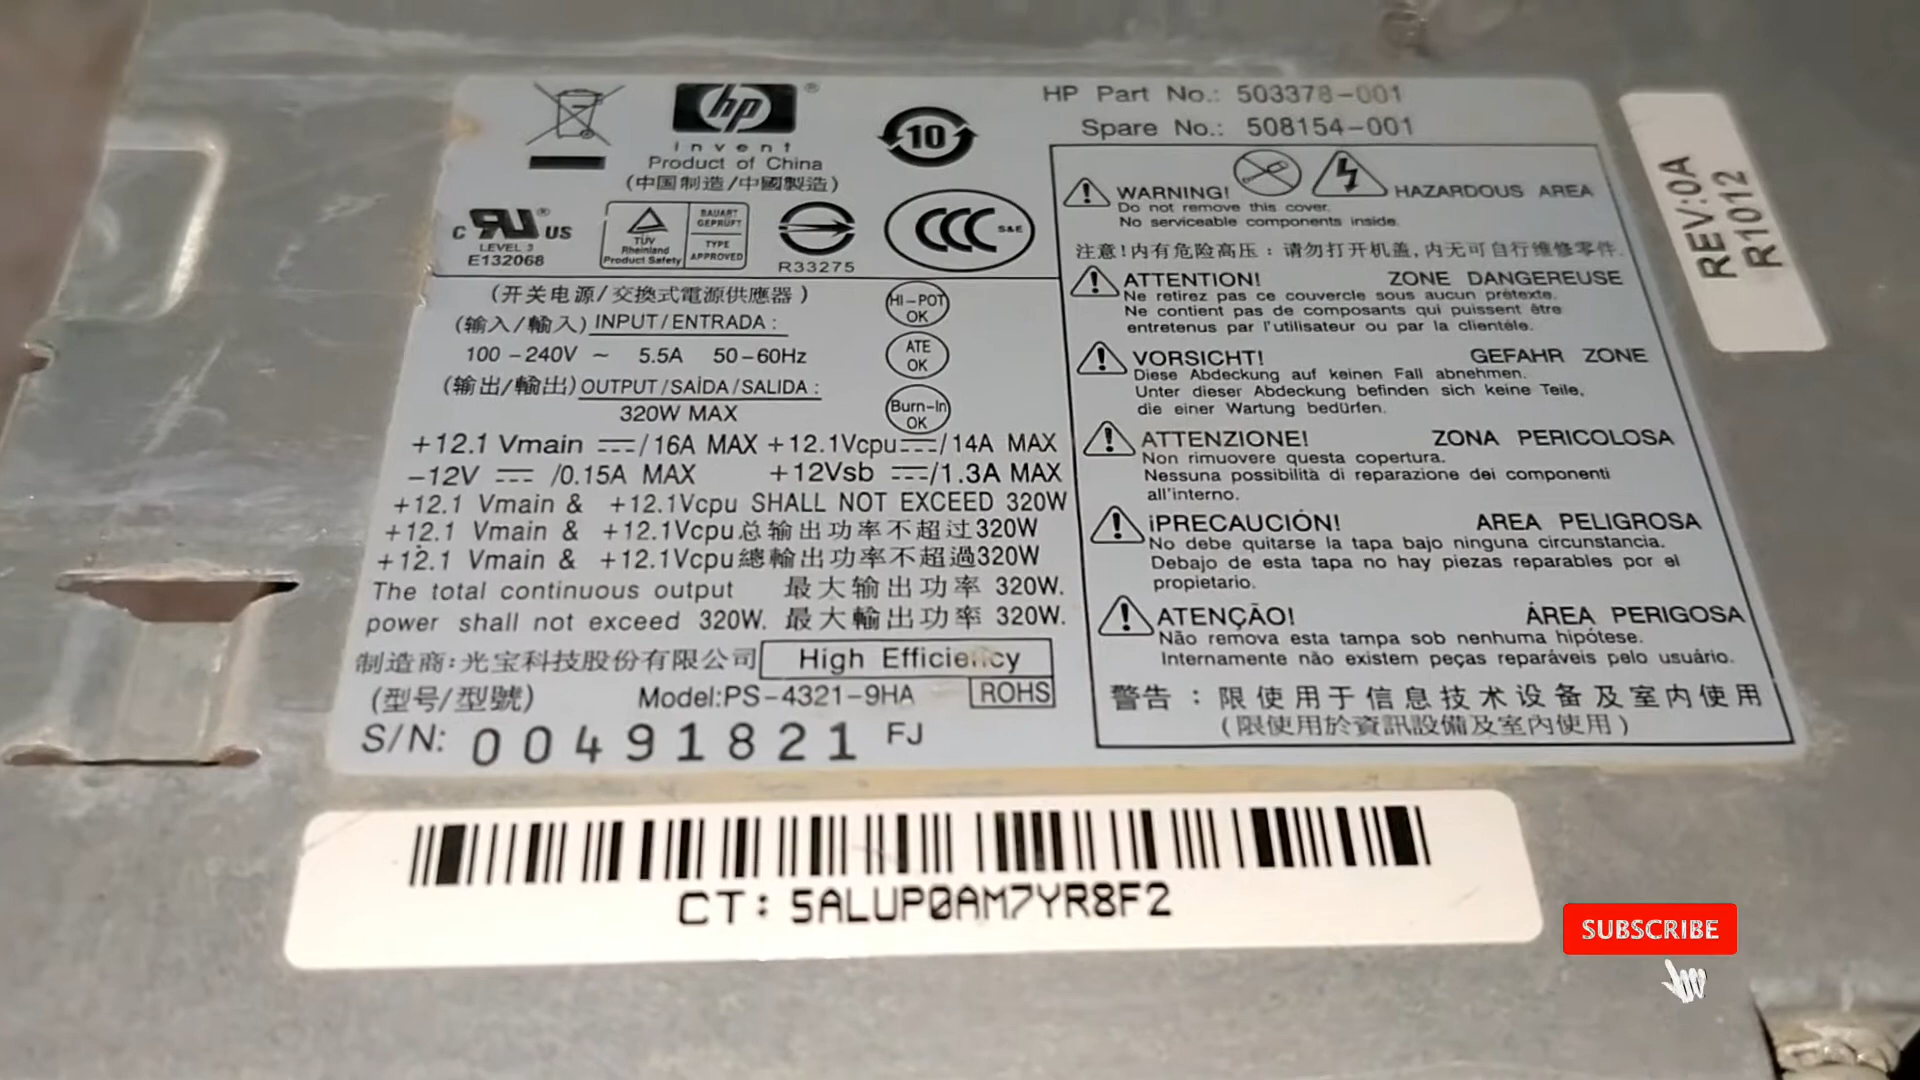 hp®
invent
Product of China
(中国制造/中國製造)
10
HP Part No.: 503378-001
Spare No.: 508154-001
c RU® US
LEVEL 3
E132068
TÜV
Rheinland
Product Safety
BAUART
GEPRÜFT
TYPE
APPROVED
R33275
CCC S&E
(开关电源/交換式電源供應器)
(输入/輸入) INPUT/ENTRADA:
100-240V ~ 5.5A 50-60Hz
(输出/輸出) OUTPUT/SAÍDA/SALIDA:
320W MAX
HI-POT
OK
ATE
OK
Burn-In
OK
+12.1 Vmain ⎓/16A MAX +12.1Vcpu⎓/14A MAX
-12V ⎓ /0.15A MAX +12Vsb ⎓/1.3A MAX
+12.1 Vmain & +12.1Vcpu SHALL NOT EXCEED 320W
+12.1 Vmain & +12.1Vcpu总输出功率不超过320W
+12.1 Vmain & +12.1Vcpu總輸出功率不超過320W
The total continuous output 最大输出功率 320W.
power shall not exceed 320W. 最大輸出功率 320W.
制造商:光宝科技股份有限公司 High Efficiency
(型号/型號) Model:PS-4321-9HA ROHS
S/N: 00491821 FJ
WARNING! HAZARDOUS AREA
Do not remove this cover.
No serviceable components inside.
注意!内有危险高压:请勿打开机盖,内无可自行维修零件.
ATTENTION! ZONE DANGEREUSE
Ne retirez pas ce couvercle sous aucun prétexte.
Ne contient pas de composants qui puissent être
entretenus par l'utilisateur ou par la clientéle.
VORSICHT! GEFAHR ZONE
Diese Abdeckung auf keinen Fall abnehmen.
Unter dieser Abdeckung befinden sich keine Teile,
die einer Wartung bedürfen.
ATTENZIONE! ZONA PERICOLOSA
Non rimuovere questa copertura.
Nessuna possibilità di reparazione dei componenti
all'interno.
¡PRECAUCIÓN! AREA PELIGROSA
No debe quitarse la tapa bajo ninguna circunstancia.
Debajo de esta tapa no hay piezas reparables por el
propietario.
ATENÇÃO! ÁREA PERIGOSA
Não remova esta tampa sob nenhuma hipótese.
Internamente não existem peças reparáveis pelo usuário.
警告:限使用于信息技术设备及室内使用
(限使用於資訊設備及室內使用)
REV:0A
R1012
CT: 5ALUP0AM7YR8F2
SUBSCRIBE